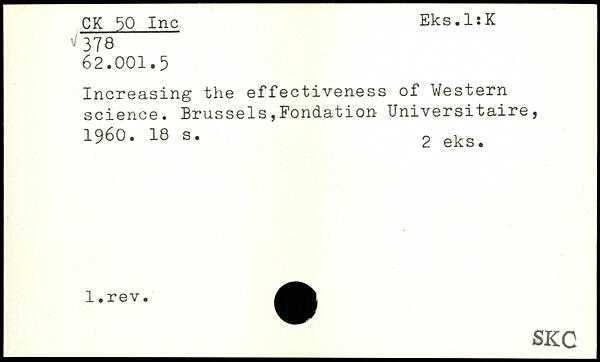 CK 50 Inc
Eks.1:K
√378
62.001.5
Increasing the effectiveness of Western
science. Brussels,Fondation Universitaire,
1960. 18 s.
2 eks.
1.rev.
SKC